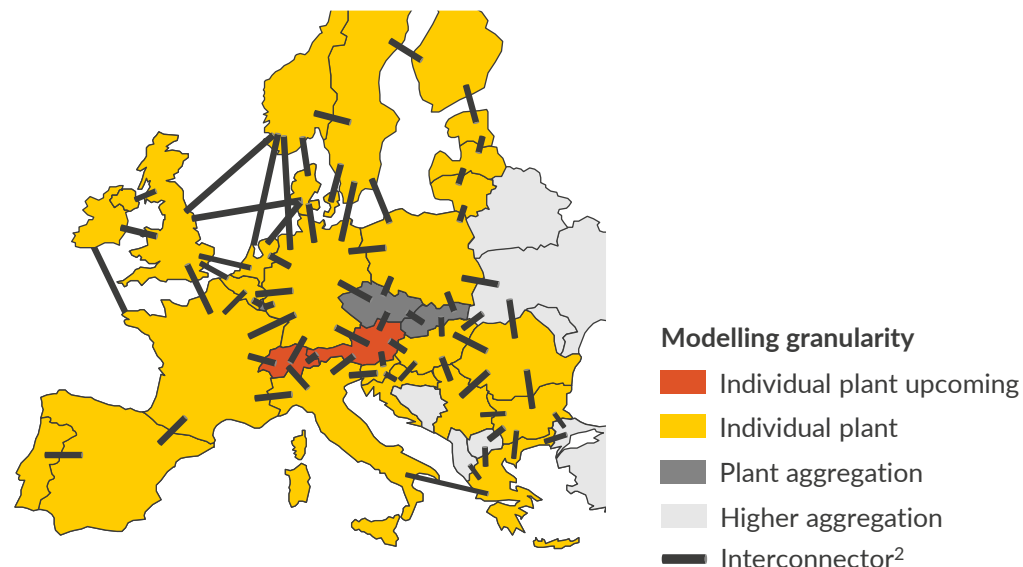 Modelling granularity
Individual plant upcoming
Individual plant
Plant aggregation
Higher aggregation
Interconnector²